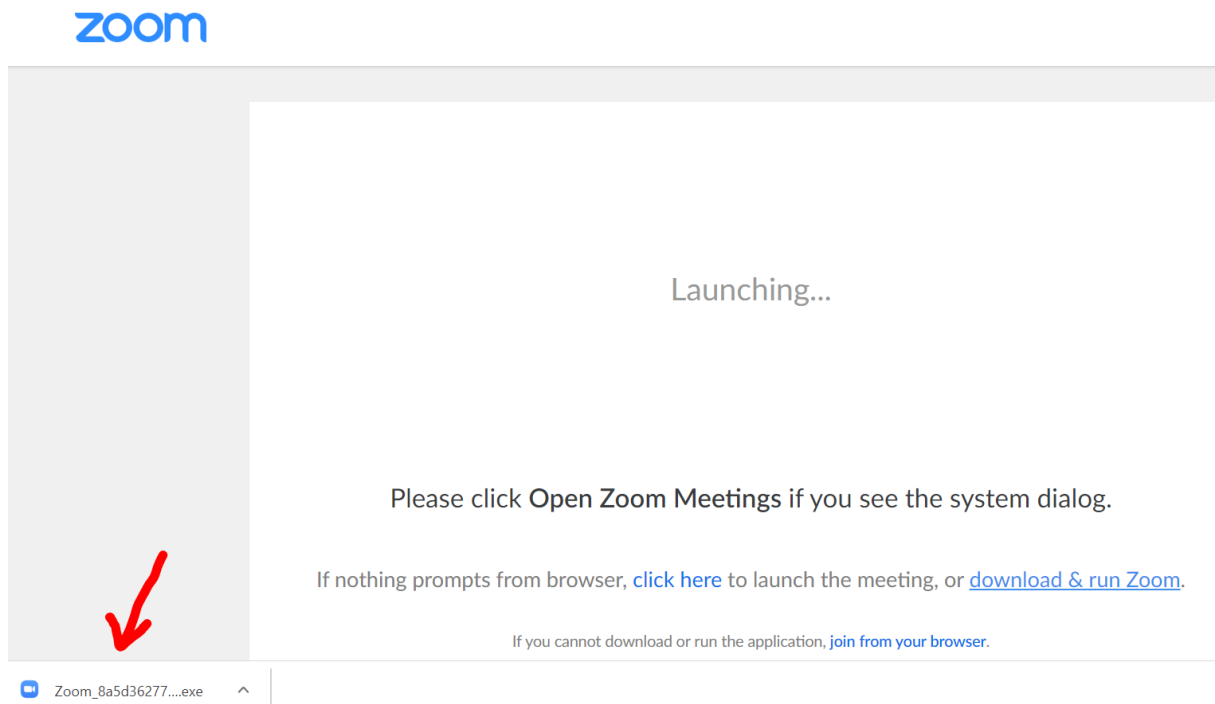 zoom
Launching...
Please click Open Zoom Meetings if you see the system dialog.
If nothing prompts from browser, click here to launch the meeting, or download & run Zoom.
If you cannot download or run the application, join from your browser.
Zoom_8a5d36277....exe